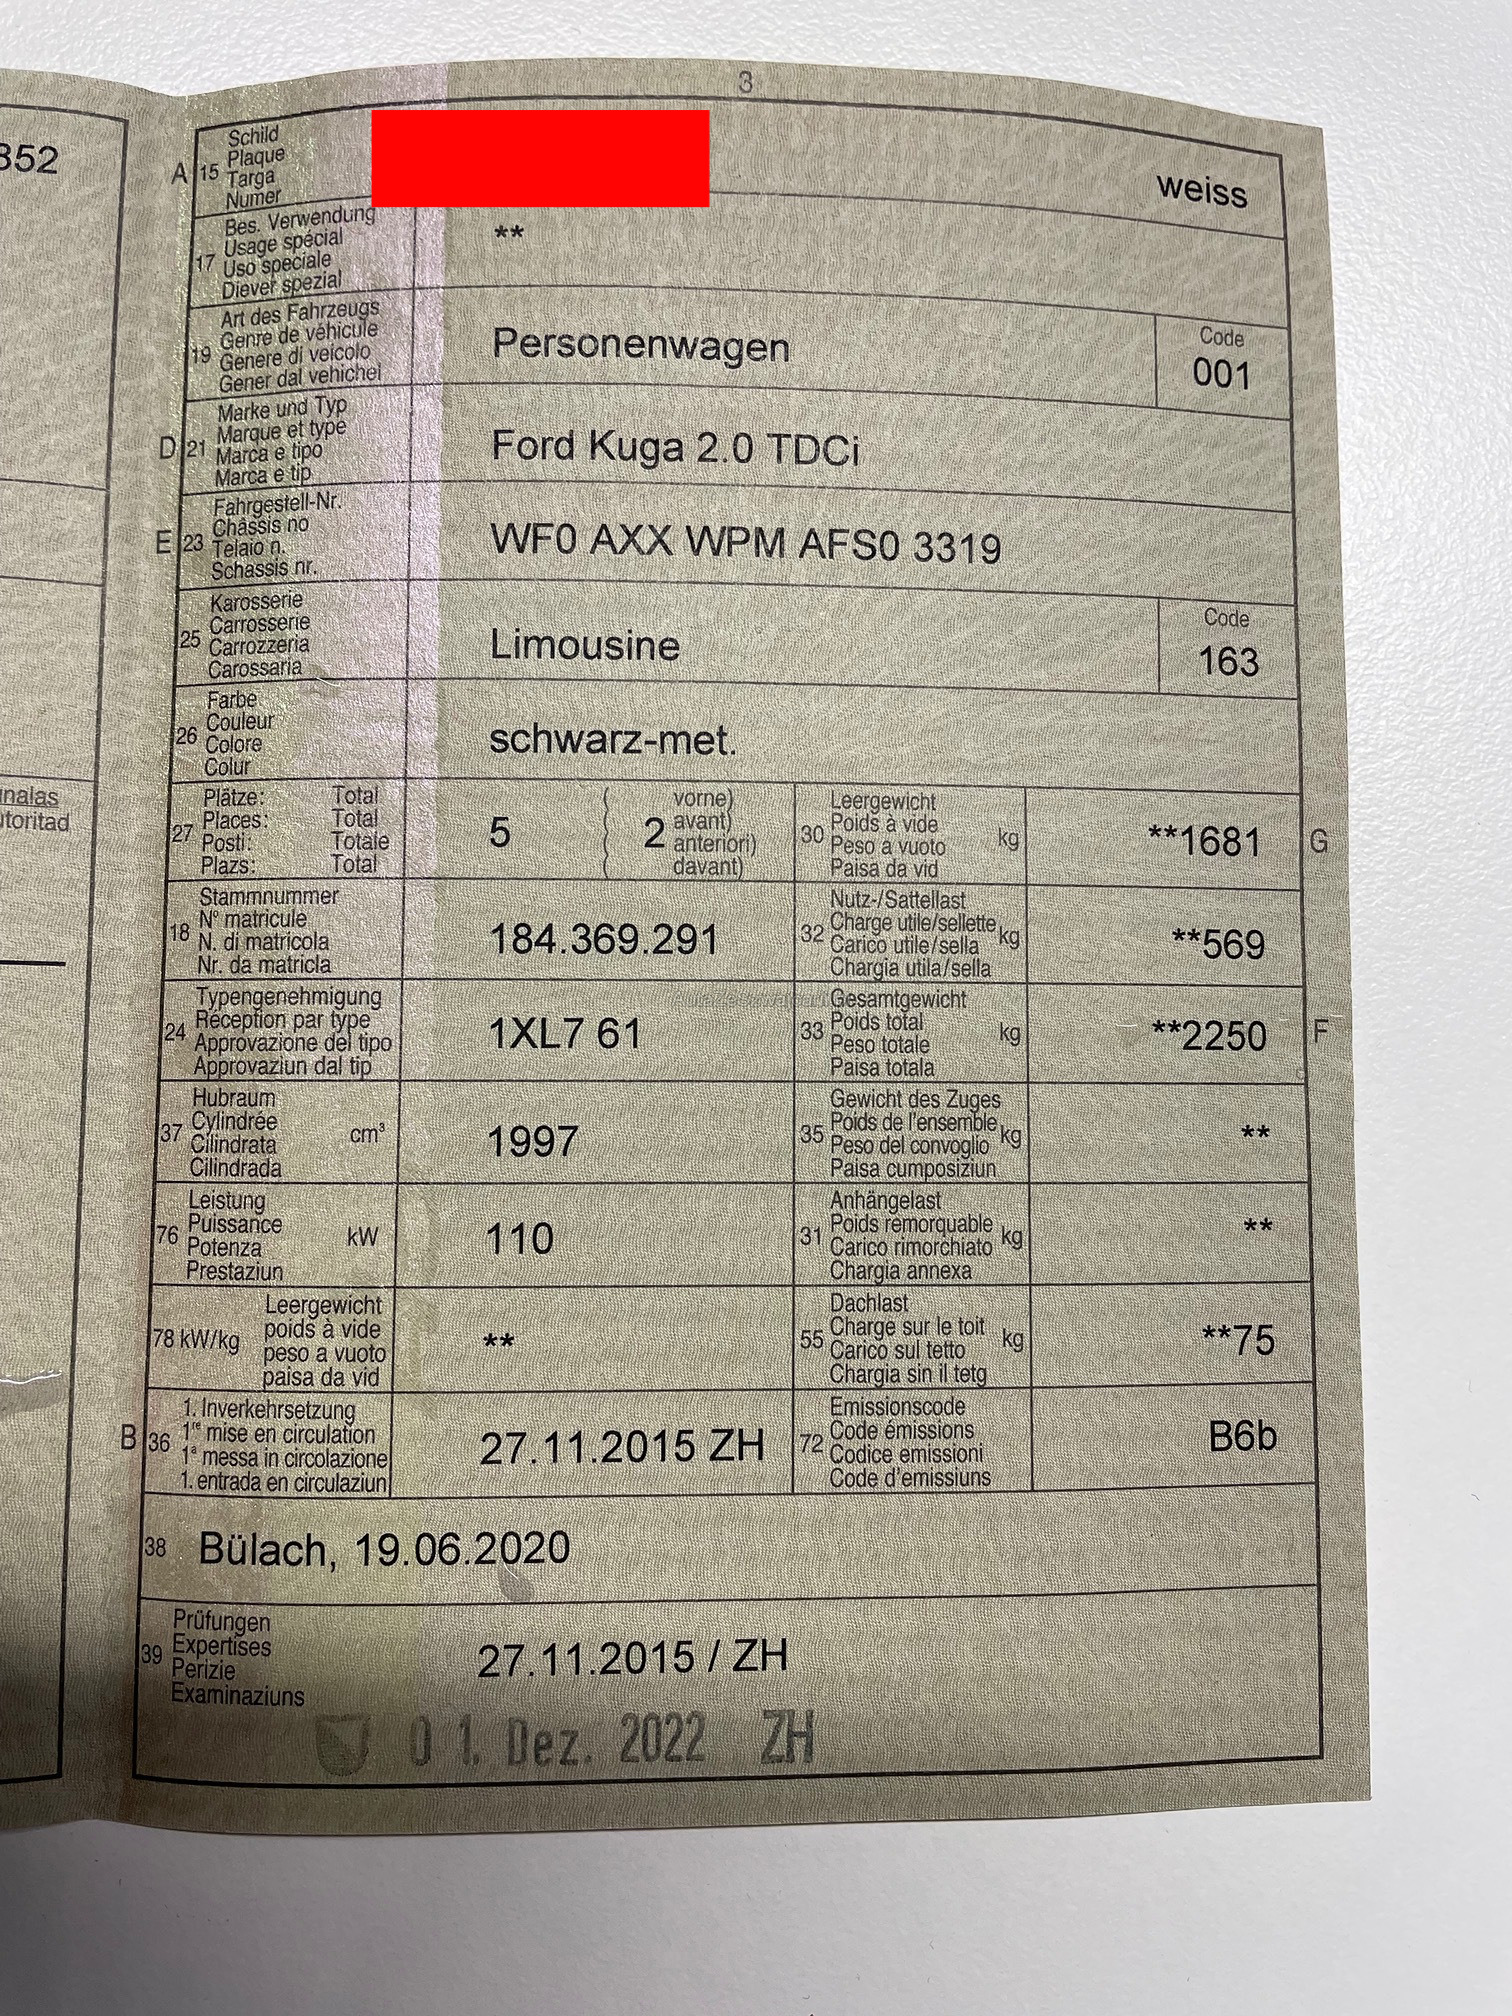 3
352
A 15 Schild
Plaque
Targa
Numer
weiss
17 Bes. Verwendung
Usage spécial
Uso speciale
Diever spezial
**
19 Art des Fahrzeugs
Genre de véhicule
Genere di veicolo
Gener dal vehichel
Personenwagen
Code
001
D 21 Marke und Typ
Marque et type
Marca e tipo
Marca e tip
Ford Kuga 2.0 TDCi
E 23 Fahrgestell-Nr.
Châssis no
Telaio n.
Schassis nr.
WF0 AXX WPM AFS0 3319
25 Karosserie
Carrosserie
Carrozzeria
Carossaria
Limousine
Code
163
26 Farbe
Couleur
Colore
Colur
schwarz-met.
nalas
toritad
27 Plätze: Total
Places: Total
Posti: Totale
Plazs: Total
5
2
vorne)
avant)
anteriori)
davant)
30 Leergewicht
Poids à vide
Peso a vuoto
Paisa da vid
kg
**1681
G
18 Stammnummer
N° matricule
N. di matricola
Nr. da matricla
184.369.291
32 Nutz-/Sattellast
Charge utile/sellette
Carico utile/sella
Chargia utila/sella
kg
**569
24 Typengenehmigung
Réception par type
Approvazione del tipo
Approvaziun dal tip
1XL7 61
33 Gesamtgewicht
Poids total
Peso totale
Paisa totala
kg
**2250
F
37 Hubraum
Cylindrée
Cilindrata
Cilindrada
cm³
1997
35 Gewicht des Zuges
Poids de l'ensemble
Peso del convoglio
Paisa cumposiziun
kg
**
76 Leistung
Puissance
Potenza
Prestaziun
kW
110
31 Anhängelast
Poids remorquable
Carico rimorchiato
Chargia annexa
kg
**
78 kW/kg Leergewicht
poids à vide
peso a vuoto
paisa da vid
**
55 Dachlast
Charge sur le toit
Carico sul tetto
Chargia sin il tetg
kg
**75
B 36 1. Inverkehrsetzung
1re mise en circulation
1a messa in circolazione
1. entrada en circulaziun
27.11.2015 ZH
72 Emissionscode
Code émissions
Codice emissioni
Code d'emissiuns
B6b
38 Bülach, 19.06.2020
39 Prüfungen
Expertises
Perizie
Examinaziuns
27.11.2015 / ZH
0 1. Dez. 2022 ZH